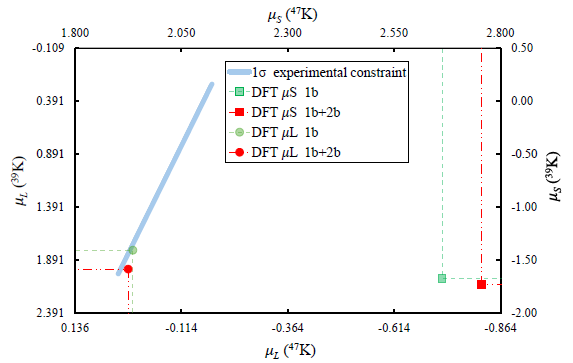 μS (47K)
1.800 2.050 2.300 2.550 2.800
-0.109 0.50
1σ experimental constraint
DFT μS 1b
DFT μS 1b+2b
DFT μL 1b
DFT μL 1b+2b
0.391 0.00
0.891 -0.50
μL (39K)
μS(39K)
1.391 -1.00
1.891 -1.50
2.391 -2.00
0.136 -0.114 -0.364 -0.614 -0.864
μL (47K)